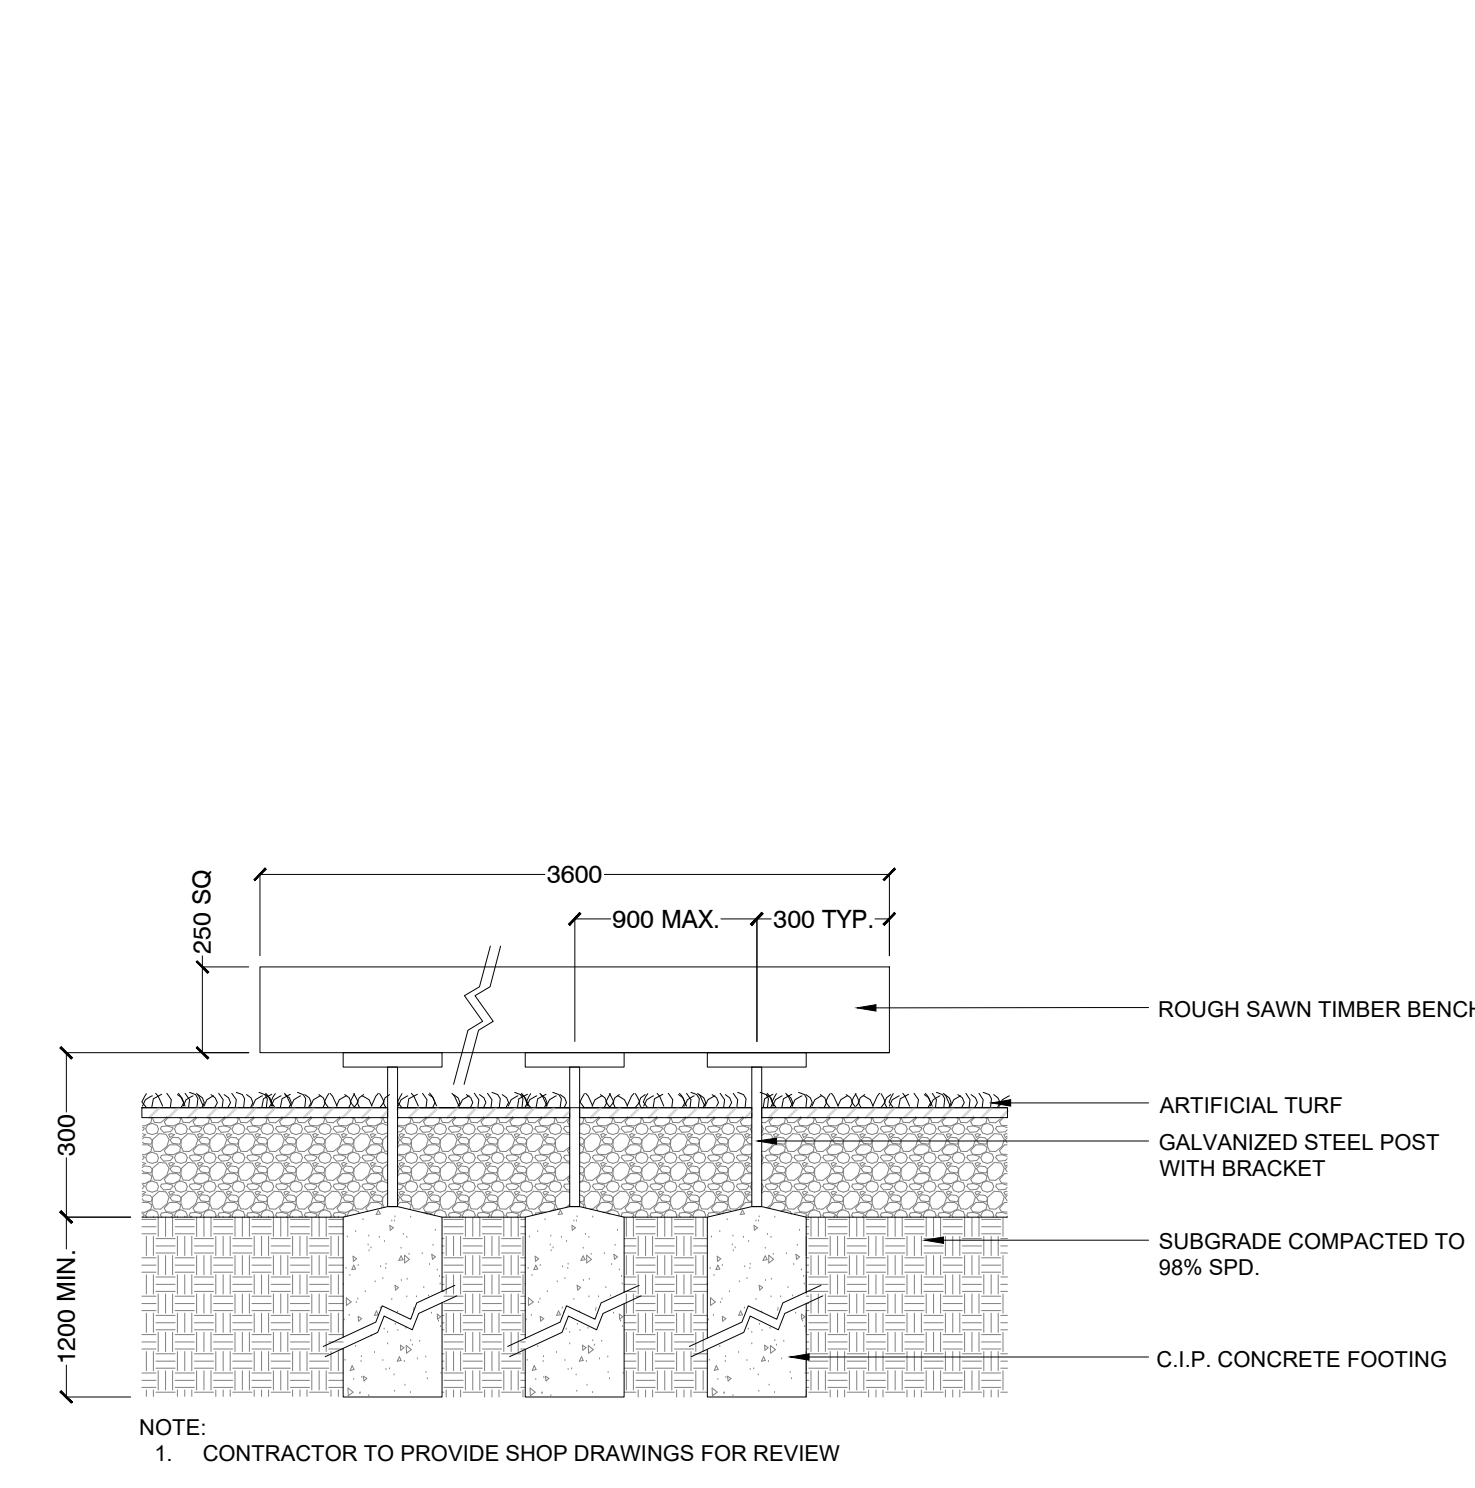 3600
250 SQ
900 MAX.
300 TYP.
ROUGH SAWN TIMBER BENCH
300
ARTIFICIAL TURF
GALVANIZED STEEL POST
WITH BRACKET
SUBGRADE COMPACTED TO
98% SPD.
1200 MIN.
C.I.P. CONCRETE FOOTING
NOTE:
1. CONTRACTOR TO PROVIDE SHOP DRAWINGS FOR REVIEW